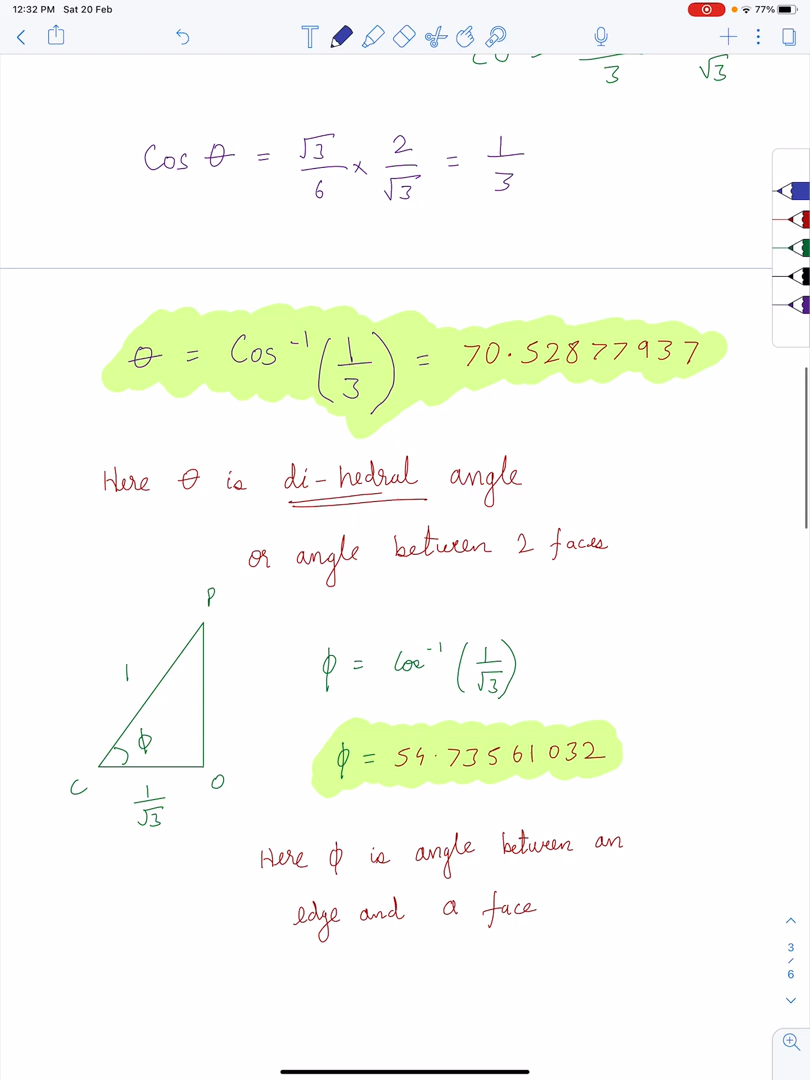 12:32 PM Sat 20 Feb 77%
T
3 √3
Cos θ = √3/6 × 2/√3 = 1/3
θ = Cos⁻¹ (1/3) = 70.52877937
Here θ is di-hedral angle
or angle between 2 faces
P
1
ϕ = cos⁻¹ (1/√3)
ϕ
ϕ = 54.73561032
C O
1/√3
Here ϕ is angle between an
edge and a face
3
/
6